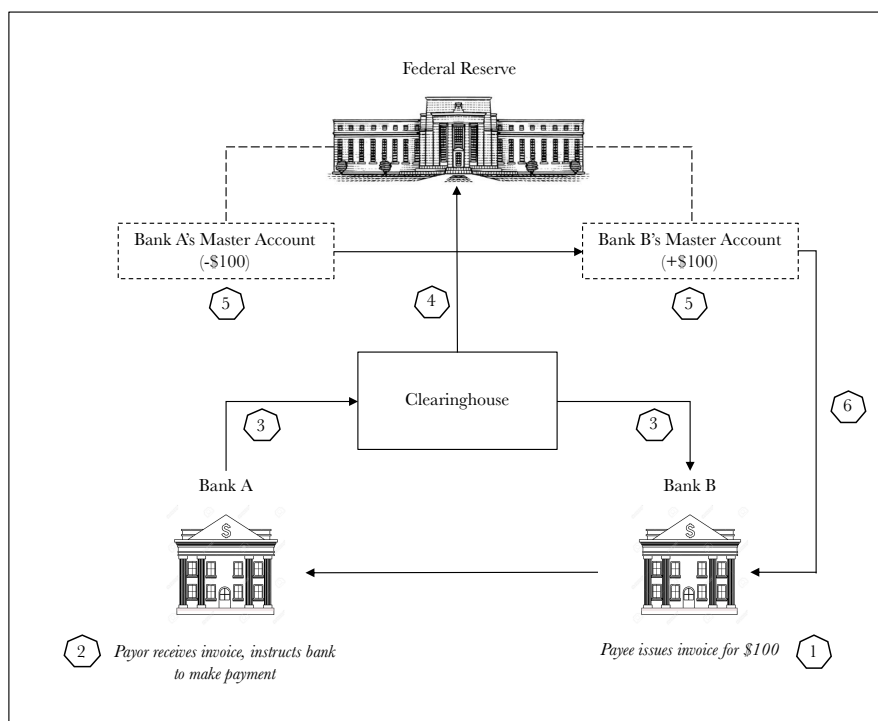 Federal Reserve
Bank A's Master Account
(-$100)
Bank B's Master Account
(+$100)
5
4
5
Clearinghouse
3
3
6
Bank A
Bank B
$
$
2
Payor receives invoice, instructs bank
to make payment
Payee issues invoice for $100
1